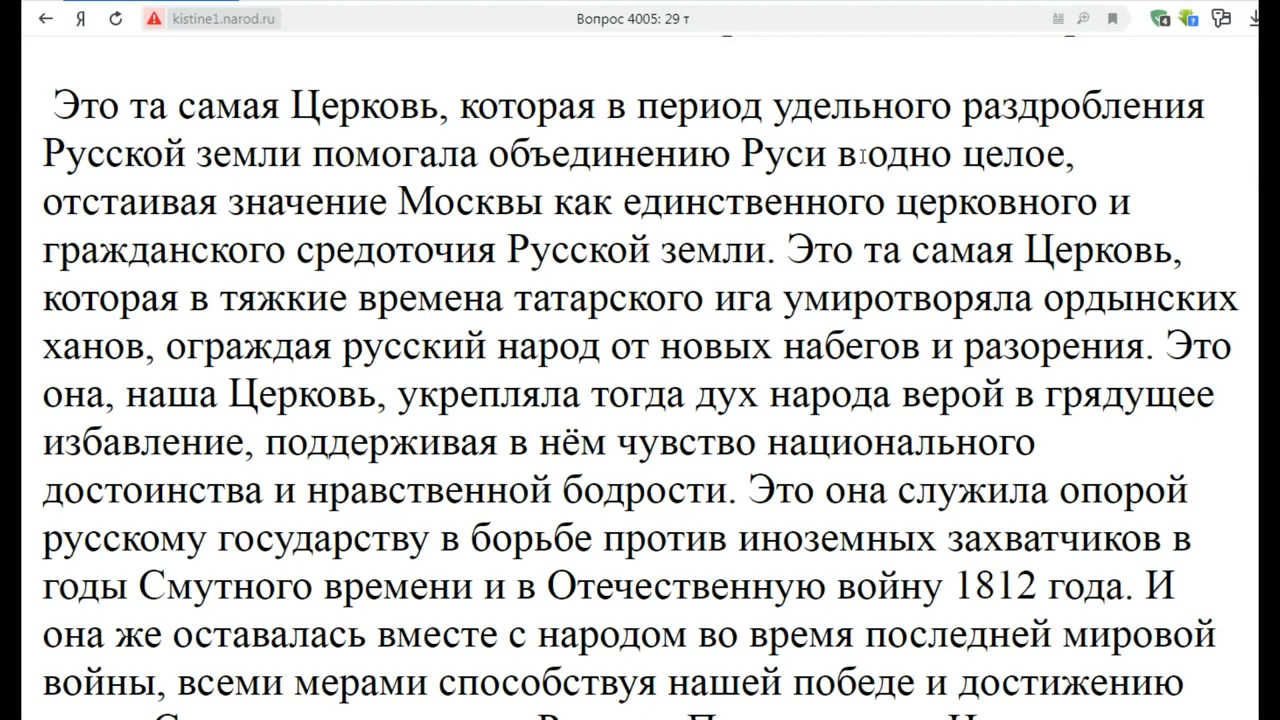 kistine1.narod.ru
Вопрос 4005: 29 т
Это та самая Церковь, которая в период удельного раздробления
Русской земли помогала объединению Руси в одно целое,
отстаивая значение Москвы как единственного церковного и
гражданского средоточия Русской земли. Это та самая Церковь,
которая в тяжкие времена татарского ига умиротворяла ордынских
ханов, ограждая русский народ от новых набегов и разорения. Это
она, наша Церковь, укрепляла тогда дух народа верой в грядущее
избавление, поддерживая в нём чувство национального
достоинства и нравственной бодрости. Это она служила опорой
русскому государству в борьбе против иноземных захватчиков в
годы Смутного времени и в Отечественную войну 1812 года. И
она же оставалась вместе с народом во время последней мировой
войны, всеми мерами способствуя нашей победе и достижению